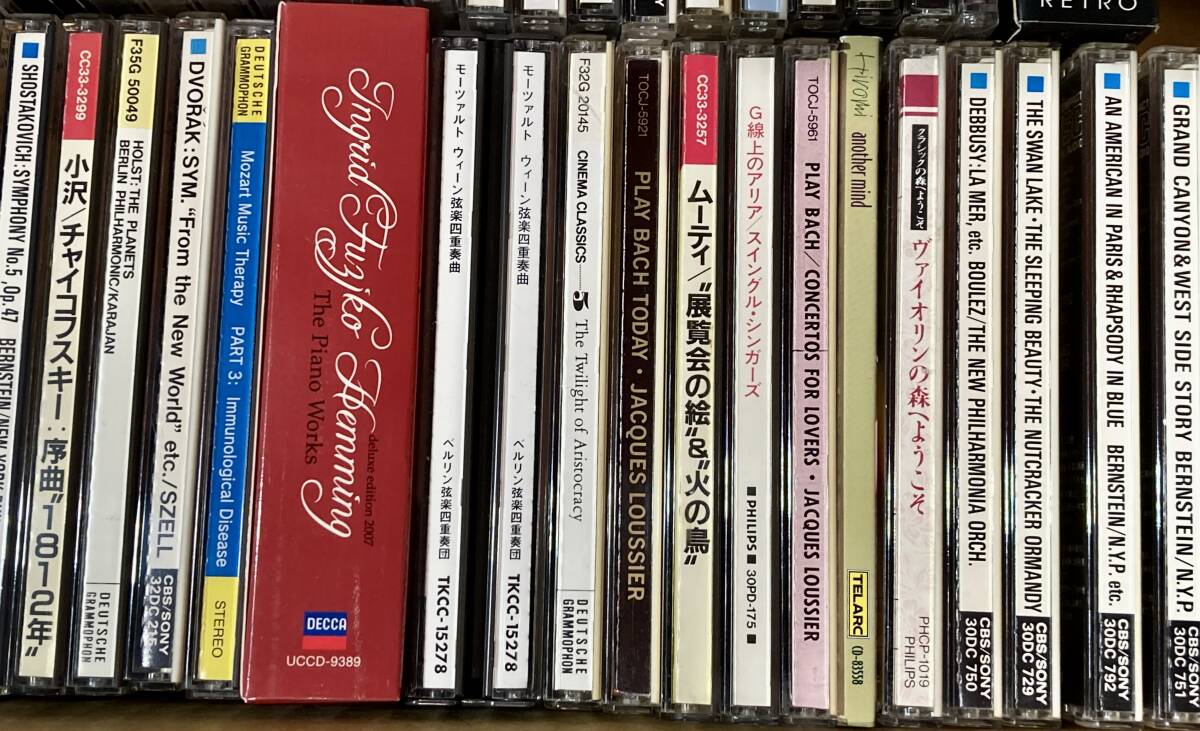 RETRO
SHOSTAKOVICH: SYMPHONY No.5, Op.47 BERNSTEIN/NEW YORK
CC33-3299
小沢/チャイコフスキー:序曲"1812年"
F35G 50049
HOLST: THE PLANETS
BERLIN PHILHARMONIC/KARAJAN
DEUTSCHE
GRAMMOPHON
DVOŘÁK: SYM. "From the New World" etc./SZELL
CBS/SONY
32DC 216
DEUTSCHE
GRAMMOPHON
Mozart Music Therapy PART 3: Immunological Disease
STEREO
Ingrid Fuzjko Hemming
deluxe edition 2007
The Piano Works
DECCA
UCCD-9389
モーツァルト ウィーン弦楽四重奏曲 ベルリン弦楽四重奏団 TKCC-15278
モーツァルト ウィーン弦楽四重奏曲 ベルリン弦楽四重奏団 TKCC-15278
F32G 20145 CINEMA CLASSICS 5 The Twilight of Aristocracy
DEUTSCHE
GRAMMOPHON
TOCJ-5921 PLAY BACH TODAY・JACQUES LOUSSIER
CC33-3257
ムーティ/"展覧会の絵"&"火の鳥"
G線上のアリア/スイングル・シンガーズ ■ PHILIPS ■ 30PD-175 ■
TOCJ-5961 PLAY BACH / CONCERTOS FOR LOVERS・JACQUES LOUSSIER
Hiromi another mind
TELARC
CD-83558
クラシックの森へようこそ
ヴァイオリンの森へようこそ
PHCP-1019
PHILIPS
DEBUSSY: LA MER, etc. BOULEZ/THE NEW PHILHARMONIA ORCH.
CBS/SONY
30DC 750
THE SWAN LAKE・THE SLEEPING BEAUTY・THE NUTCRACKER ORMANDY
CBS/SONY
30DC 729
AN AMERICAN IN PARIS & RHAPSODY IN BLUE BERNSTEIN/N.Y.P. etc.
CBS/SONY
30DC 792
GRAND CANYON & WEST SIDE STORY BERNSTEIN/N.Y.P.
CBS/SONY
30DC 751